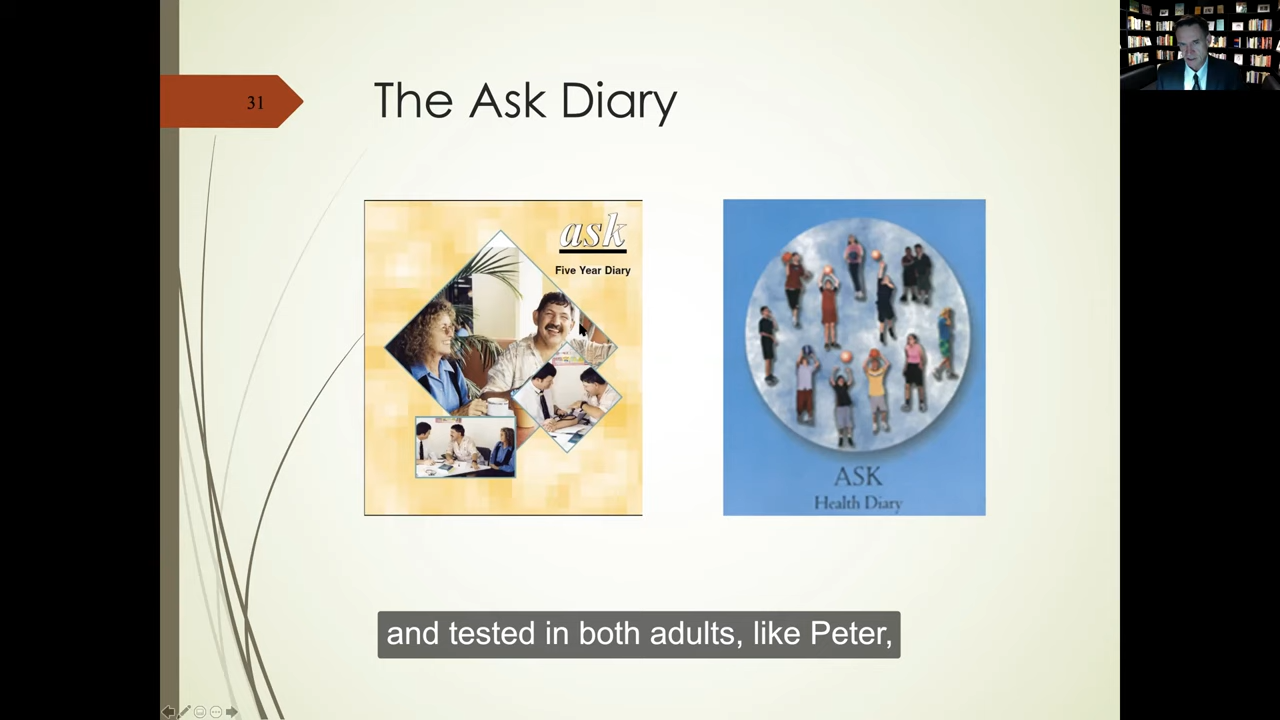 31
The Ask Diary
ask
Five Year Diary
ASK
Health Diary
and tested in both adults, like Peter,